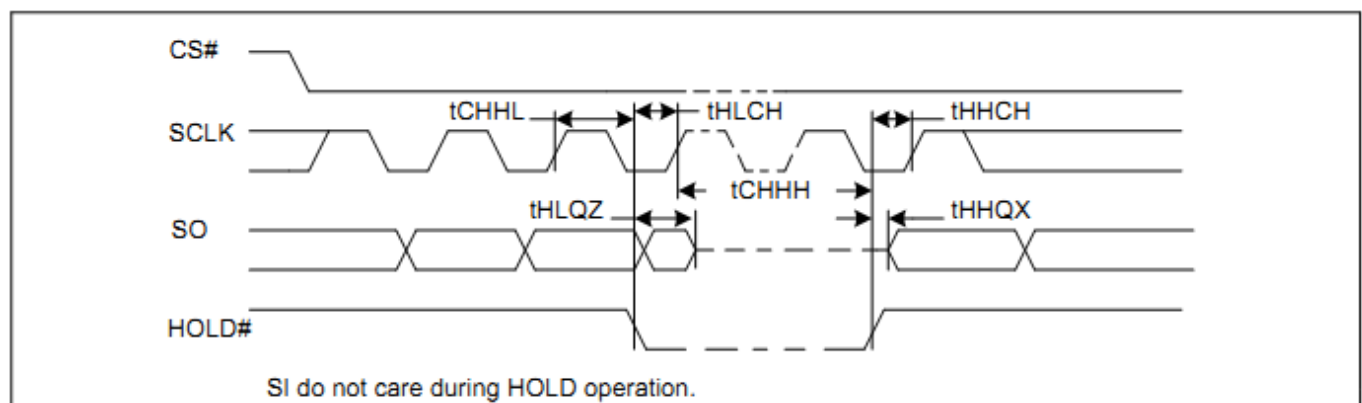 CS#
tCHHL
tHLCH
tHHCH
SCLK
tCHHH
tHLQZ
tHHQX
SO
HOLD#
SI do not care during HOLD operation.